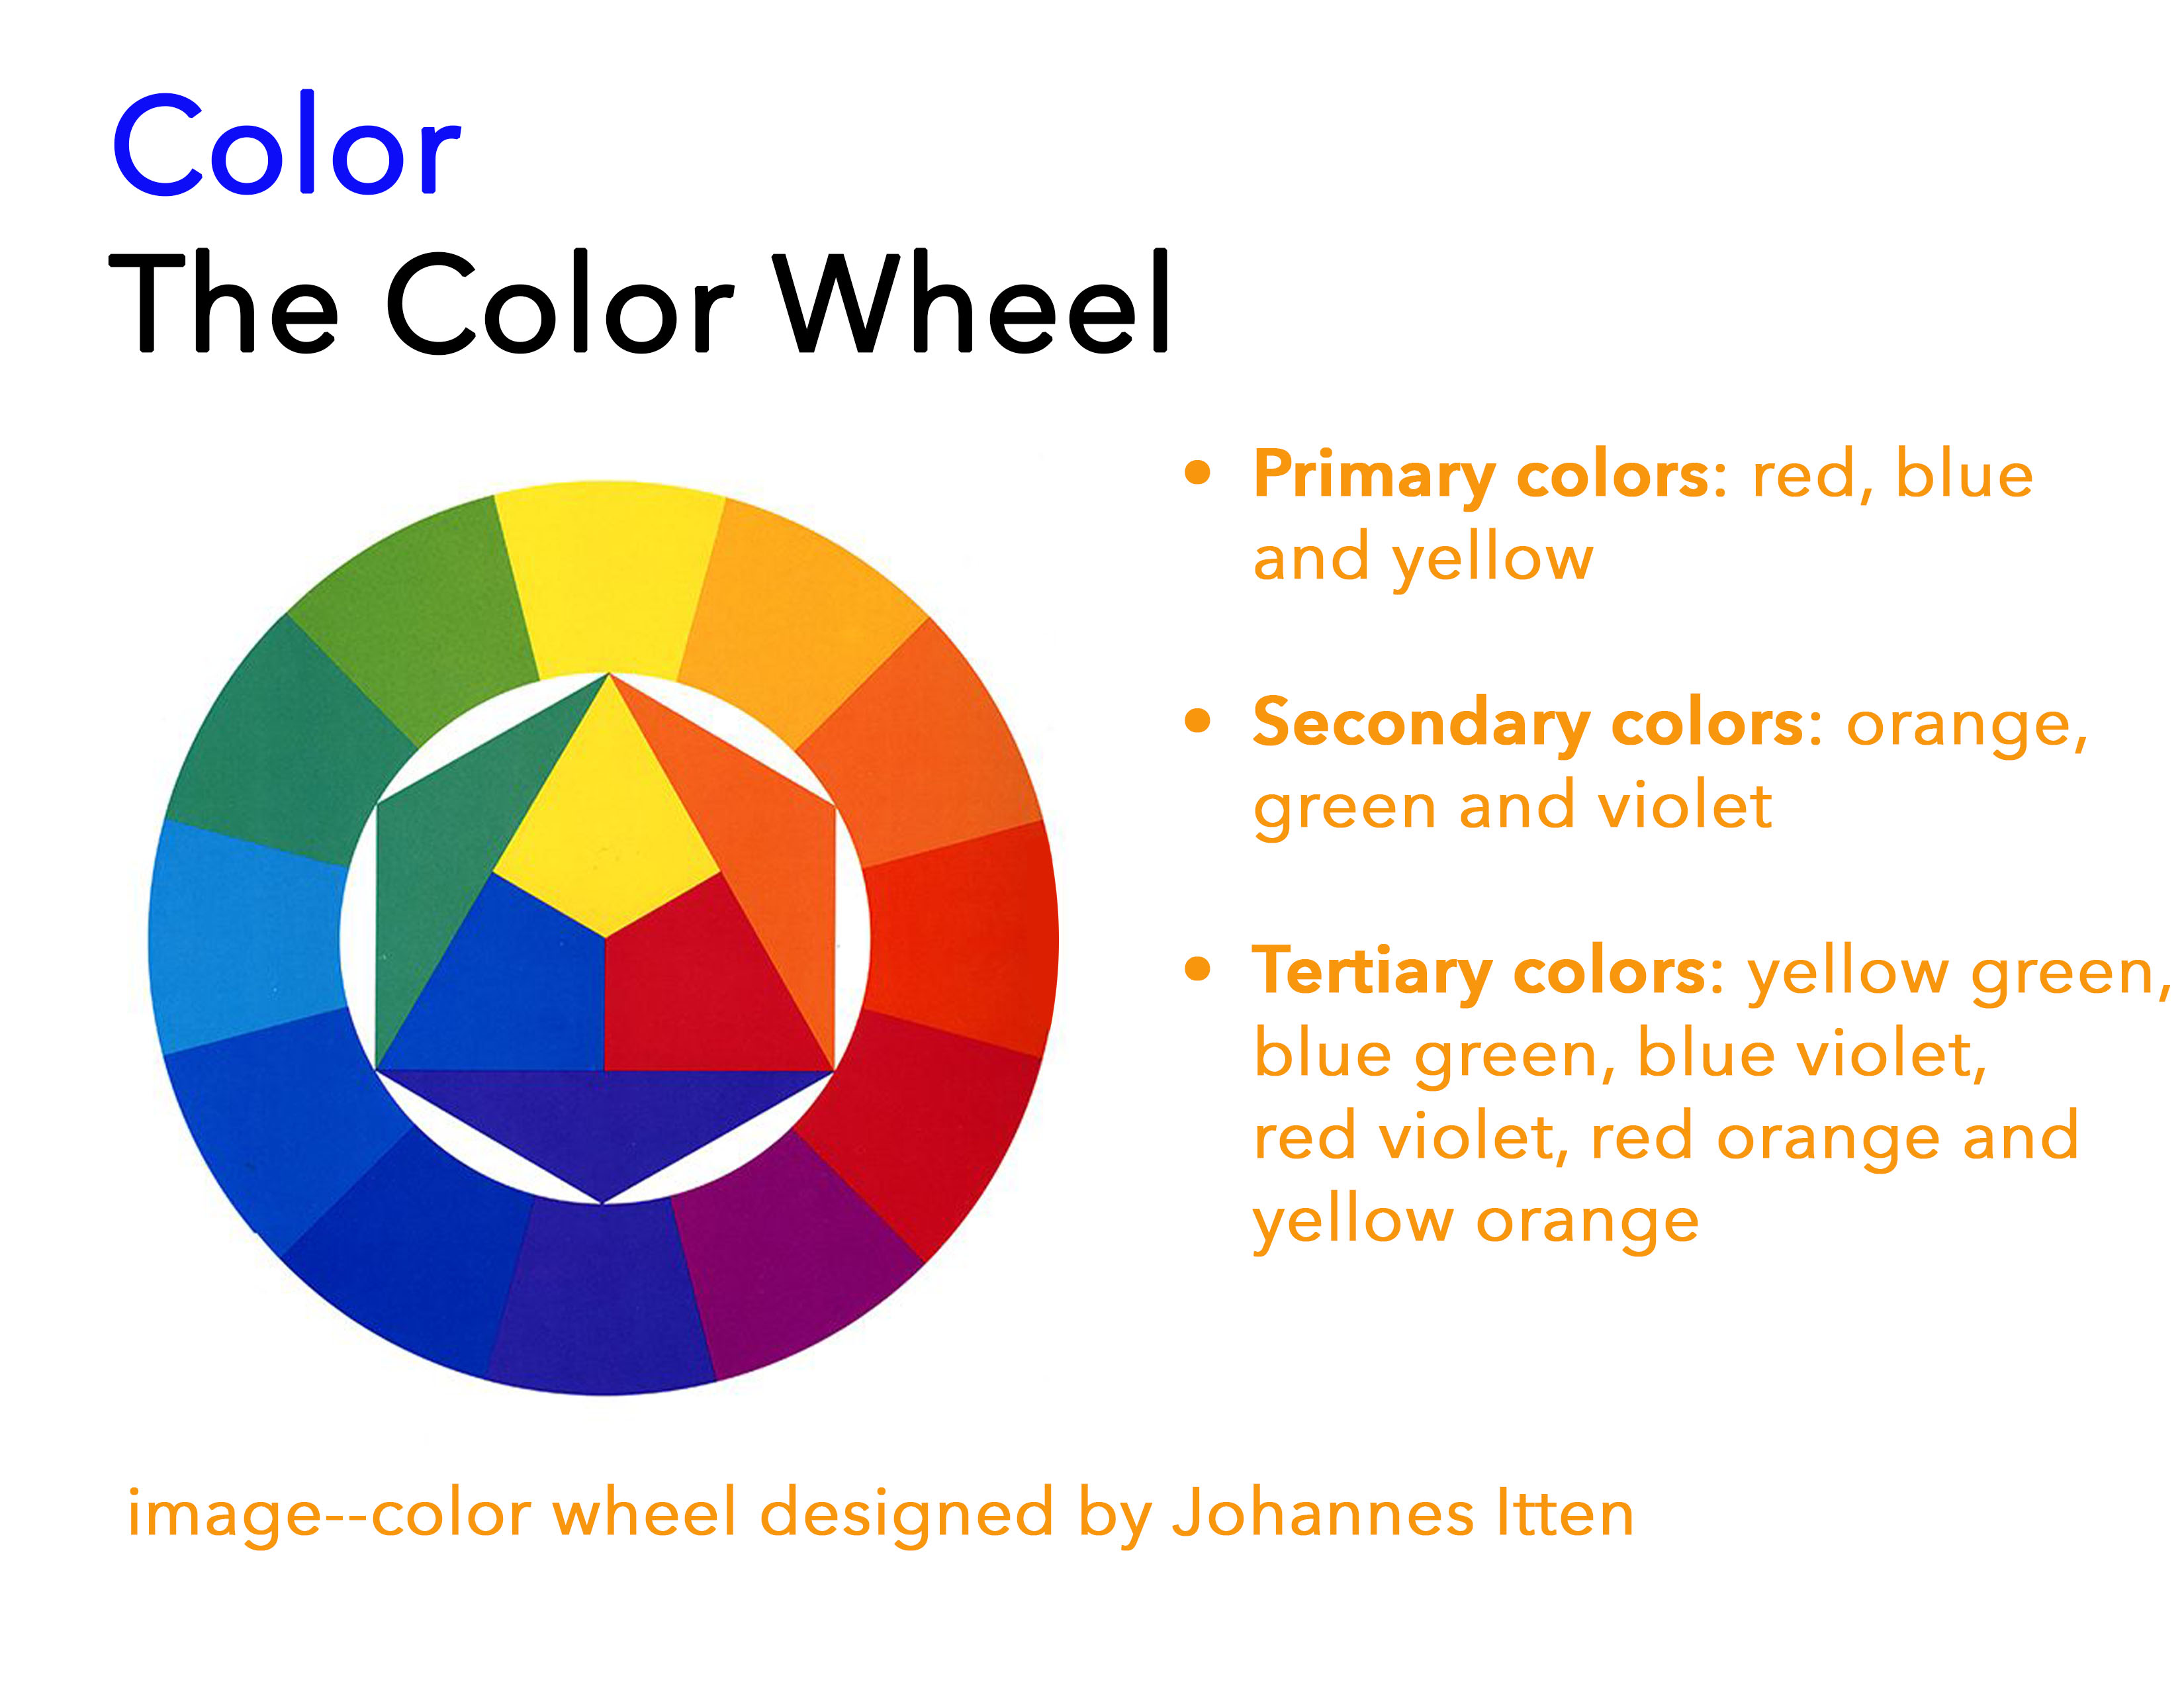 Color
The Color Wheel
• Primary colors: red, blue
and yellow
• Secondary colors: orange,
green and violet
• Tertiary colors: yellow green,
blue green, blue violet,
red violet, red orange and
yellow orange
image--color wheel designed by Johannes Itten